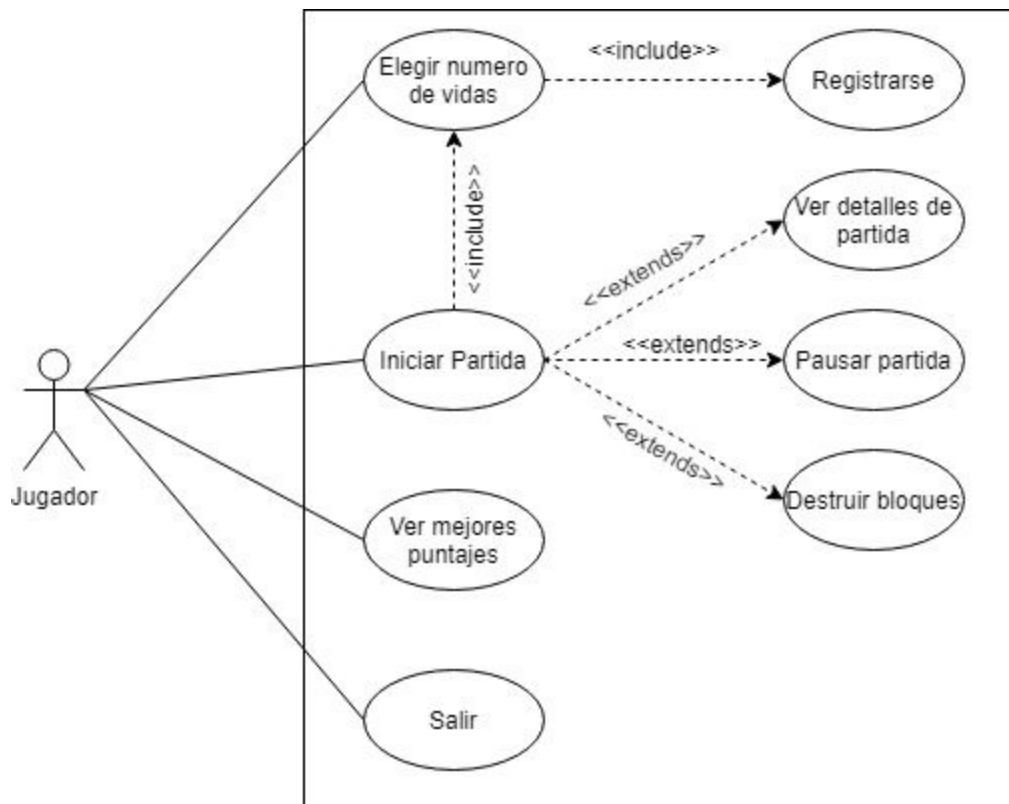 Elegir numero
de vidas
<<include>>
Registrarse
<<include>>
Ver detalles de
partida
<<extends>>
Iniciar Partida
<<extends>>
Pausar partida
<<extends>>
Destruir bloques
Jugador
Ver mejores
puntajes
Salir